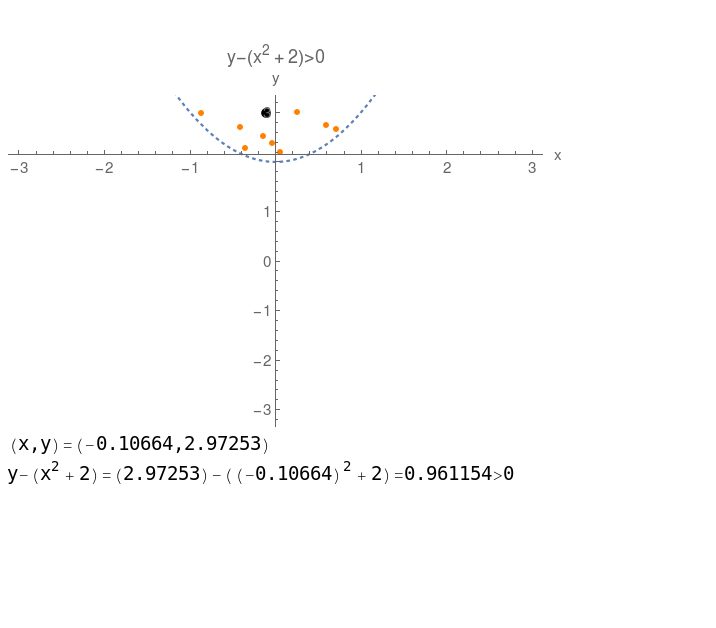 y−(x²+2)>0
y
x
−3 −2 −1 1 2 3
1
0
−1
−2
−3
(x,y)=(−0.10664,2.97253)
y−(x²+2)=(2.97253)−((−0.10664)²+2)=0.961154>0